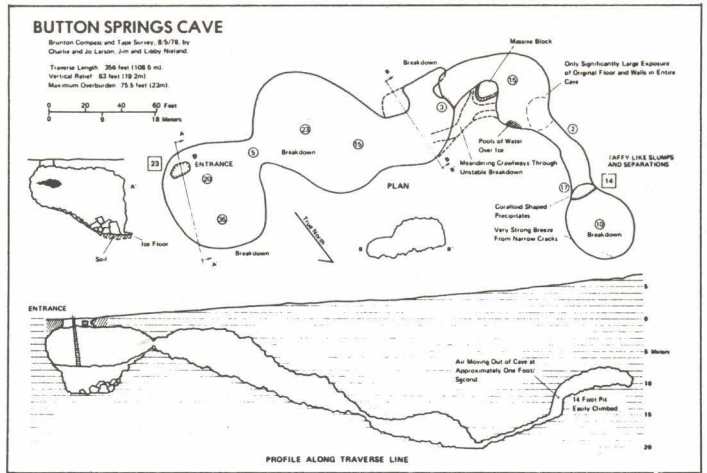 BUTTON SPRINGS CAVE
Brunton Compass and Tape Survey, 8/5/78, by
Charlie and Jo Larson, Jim and Libby Nieland.
Traverse Length 356 feet (108.5 m).
Vertical Relief 63 feet (19.2m)
Maximum Overburden 75.5 feet (23m).
0 20 40 60 Feet
0 9 18 Meters
Massive Block
Breakdown
Only Significantly Large Exposure
of Original Floor and Walls in Entire
Cave
B
15
3
2
23
A
ENTRANCE
20
5
23
Breakdown
15
Pools of Water
Over Ice
Meandering Crawlways Through
Unstable Breakdown
TAFFY LIKE SLUMPS
AND SEPARATIONS
A'
PLAN
17
14
Coralloid Shaped
Precipitates
36
True North
10
Breakdown
Very Strong Breeze
From Narrow Cracks
Ice Floor
Soil
A'
Breakdown
B
B'
ENTRANCE
5
0
5 Meters
10
15
20
Air Moving Out of Cave at
Approximately One Foot/
Second
14 Foot Pit
Easily Climbed
PROFILE ALONG TRAVERSE LINE